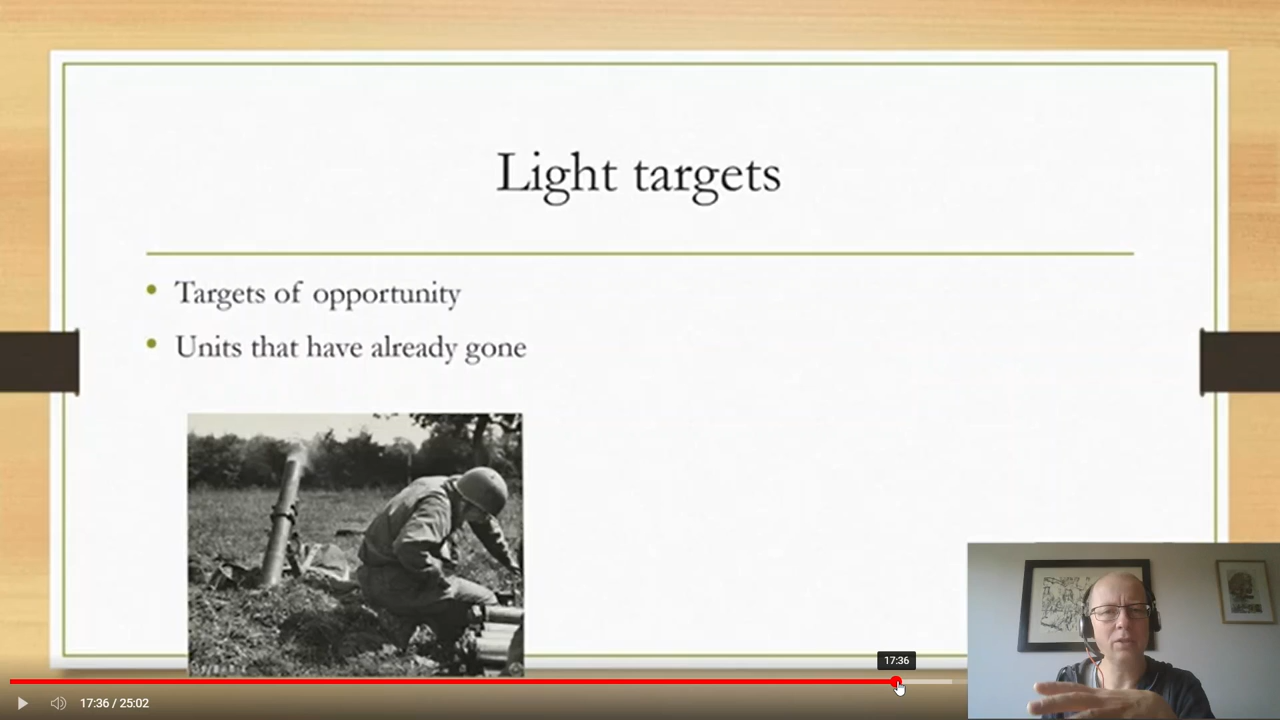 Light targets
• Targets of opportunity
• Units that have already gone
17:36
17:36 / 25:02